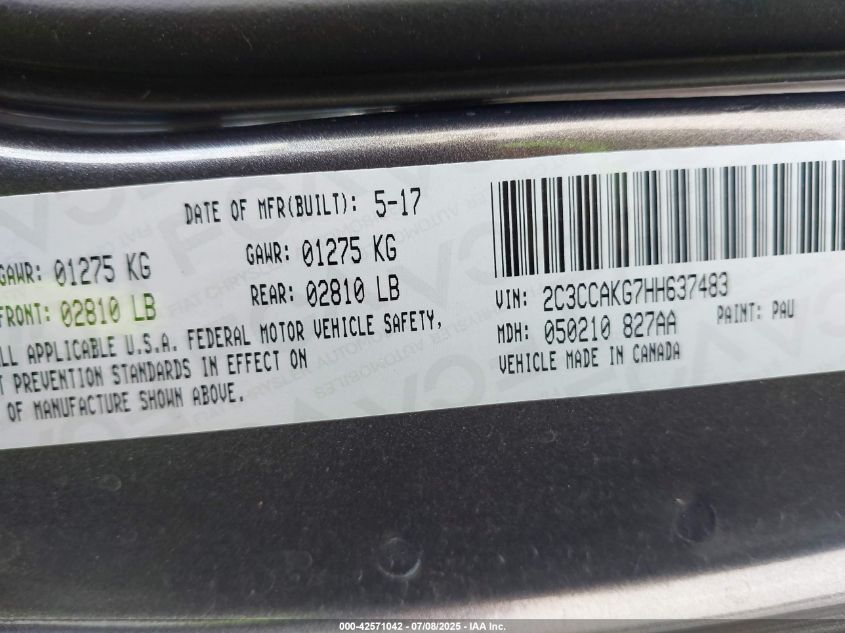 DATE OF MFR(BUILT): 5-17
GAWR: 01275 KG GAWR: 01275 KG
FRONT: 02810 LB REAR: 02810 LB
ALL APPLICABLE U.S.A. FEDERAL MOTOR VEHICLE SAFETY,
PREVENTION STANDARDS IN EFFECT ON
OF MANUFACTURE SHOWN ABOVE.
VIN: 2C3CCAKG7HH637483
MDH: 050210 827AA PAINT: PAU
VEHICLE MADE IN CANADA
000-42571042 / 07/08/2025 - IAA Inc.